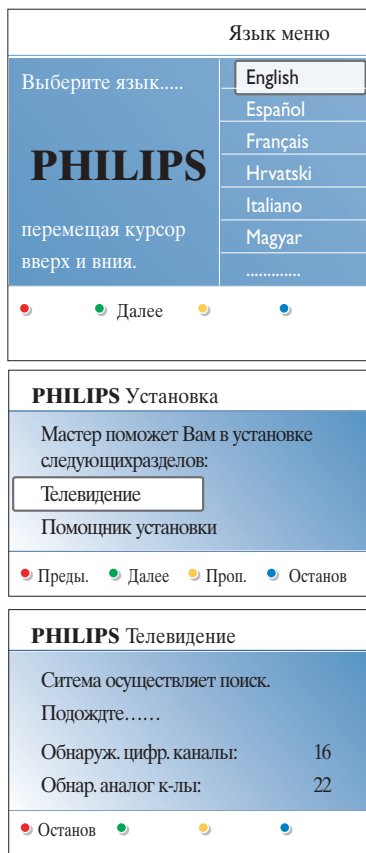 Язык меню
Выберите язык.....
PHILIPS
перемещая курсор
вверх и вния.
English
Español
Français
Hrvatski
Italiano
Magyar
.............
Далее
PHILIPS Установка
Мастер поможет Вам в установке
следующихразделов:
Телевидение
Помощник установки
Преды. Далее Проп. Останов
PHILIPS Телевидение
Ситема осуществляет поиск.
Подождте……
Обнаруж. цифр. каналы: 16
Обнар. аналог к-лы: 22
Останов